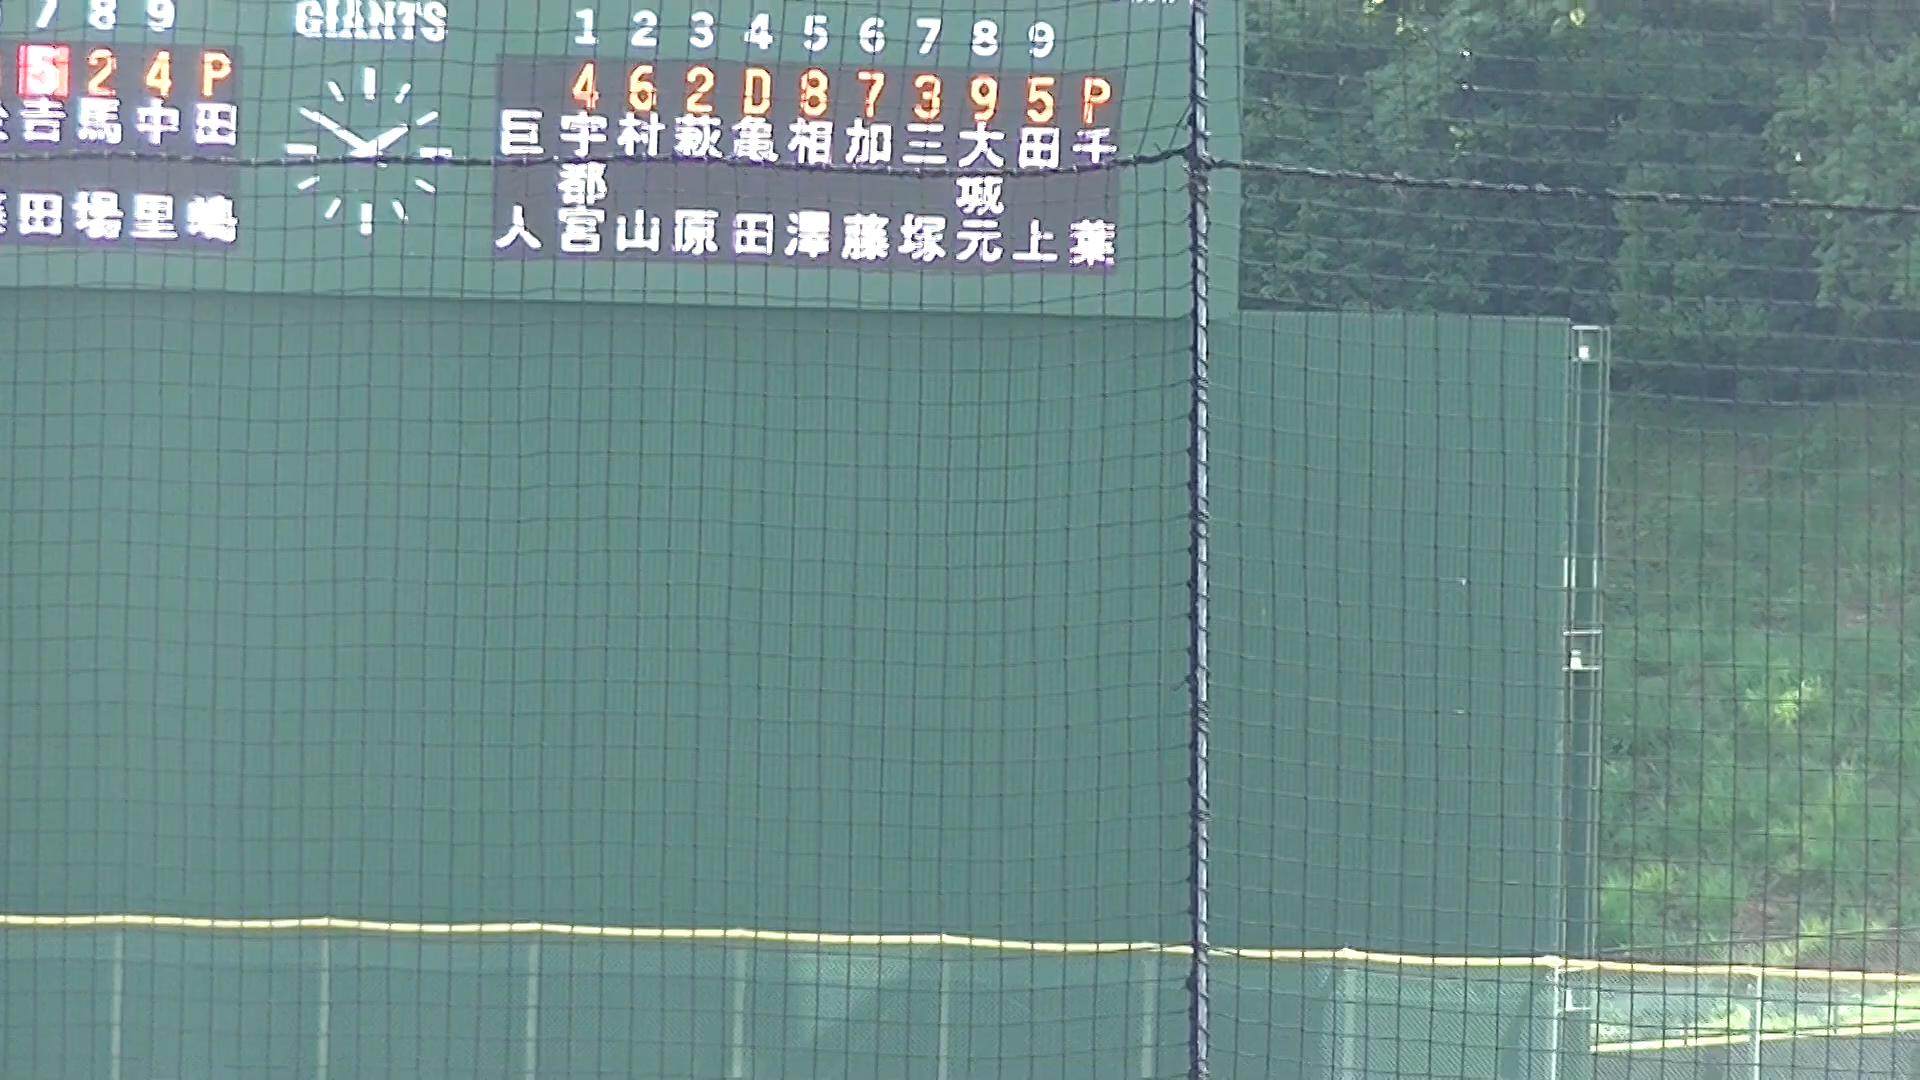 GIANTS
7 8 9
5 2 4 P
吉田 馬場 中里 田嶋
1 2 3 4 5 6 7 8 9
4 6 2 D 8 7 3 9 5 P
巨人 宇都宮 村山 萩原 亀田 相澤 加藤 三塚 大城元 田上 千葉